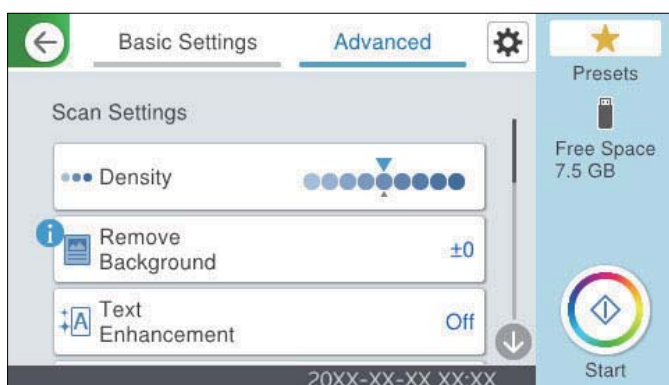 Basic Settings
Advanced
Presets
Scan Settings
Free Space
7.5 GB
Density
i
Remove
Background
±0
A
Text
Enhancement
Off
20XX-XX-XX XX:XX
Start